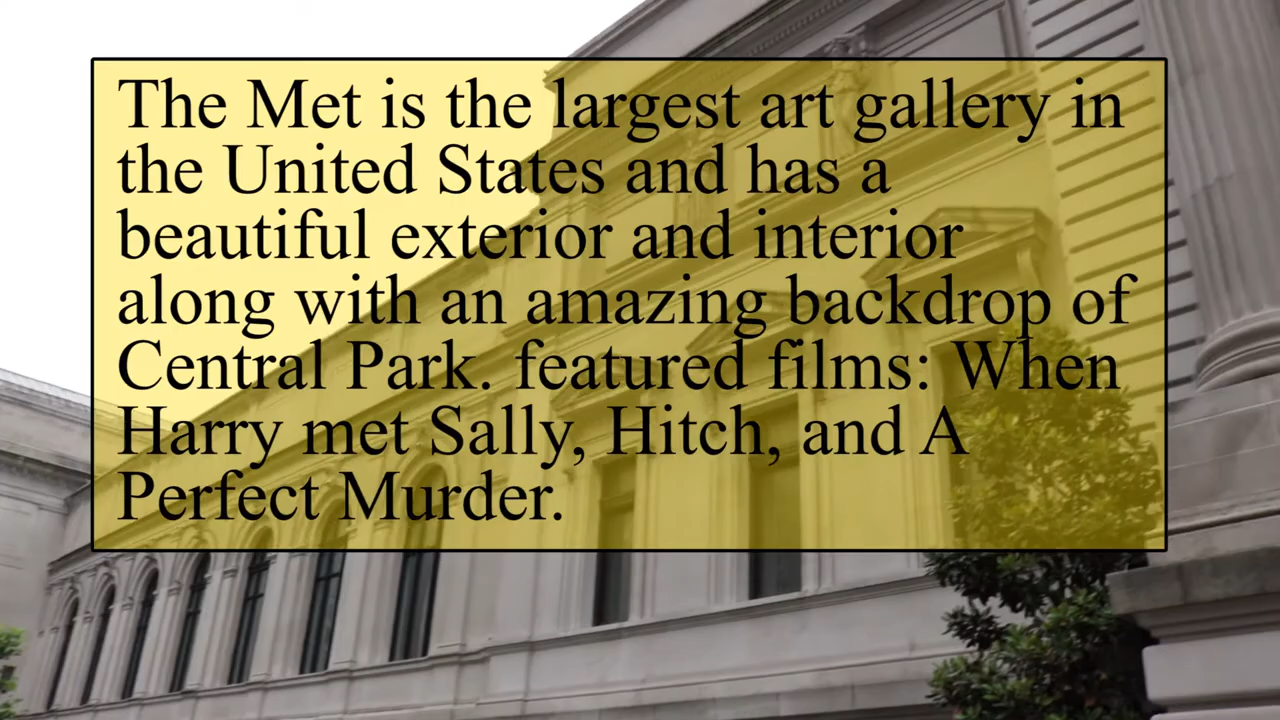 The Met is the largest art gallery in
the United States and has a
beautiful exterior and interior
along with an amazing backdrop of
Central Park. featured films: When
Harry met Sally, Hitch, and A
Perfect Murder.